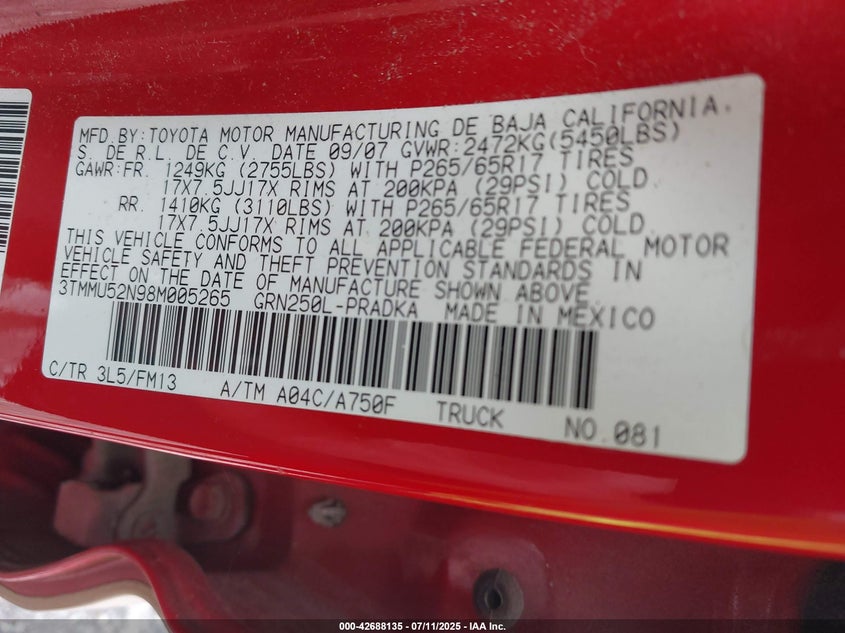 MFD.BY:TOYOTA MOTOR MANUFACTURING DE BAJA CALIFORNIA.
S. DE R.L. DE C.V. DATE 09/07 GVWR:2472KG(5450LBS)
GAWR:FR. 1249KG (2755LBS) WITH P265/65R17 TIRES
17X7.5JJ17X RIMS AT 200KPA (29PSI) COLD
RR. 1410KG (3110LBS) WITH P265/65R17 TIRES
17X7.5JJ17X RIMS AT 200KPA (29PSI) COLD
THIS VEHICLE CONFORMS TO ALL APPLICABLE FEDERAL MOTOR
VEHICLE SAFETY AND THEFT PREVENTION STANDARDS IN
EFFECT ON THE DATE OF MANUFACTURE SHOWN ABOVE.
3TMMU52N98M005265 GRN250L-PRADKA MADE IN MEXICO
C/TR 3L5/FM13 A/TM A04C/A750F TRUCK NO.081
000-42688135 - 07/11/2025 - IAA Inc.